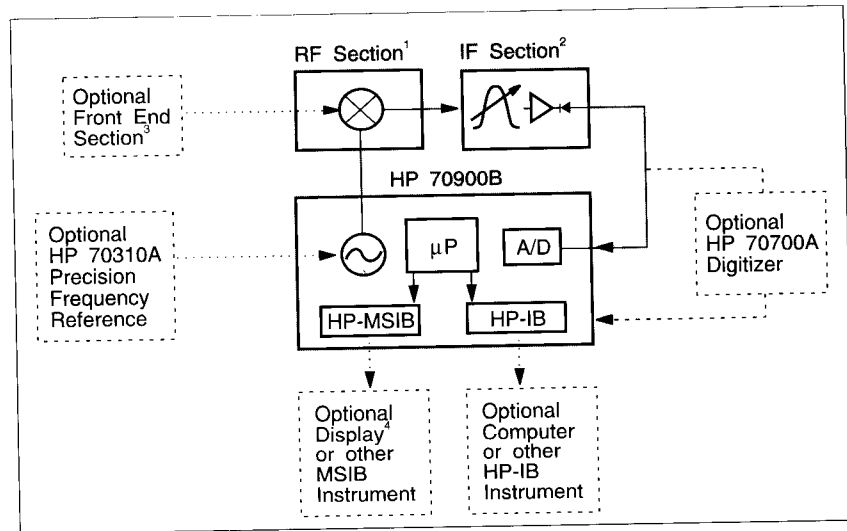 RF Section¹
IF Section²
Optional
Front End
Section³
HP 70900B
Optional
HP 70310A
Precision
Frequency
Reference
µP
A/D
Optional
HP 70700A
Digitizer
HP-MSIB
HP-IB
Optional
Display⁴
or other
MSIB
Instrument
Optional
Computer
or other
HP-IB
Instrument